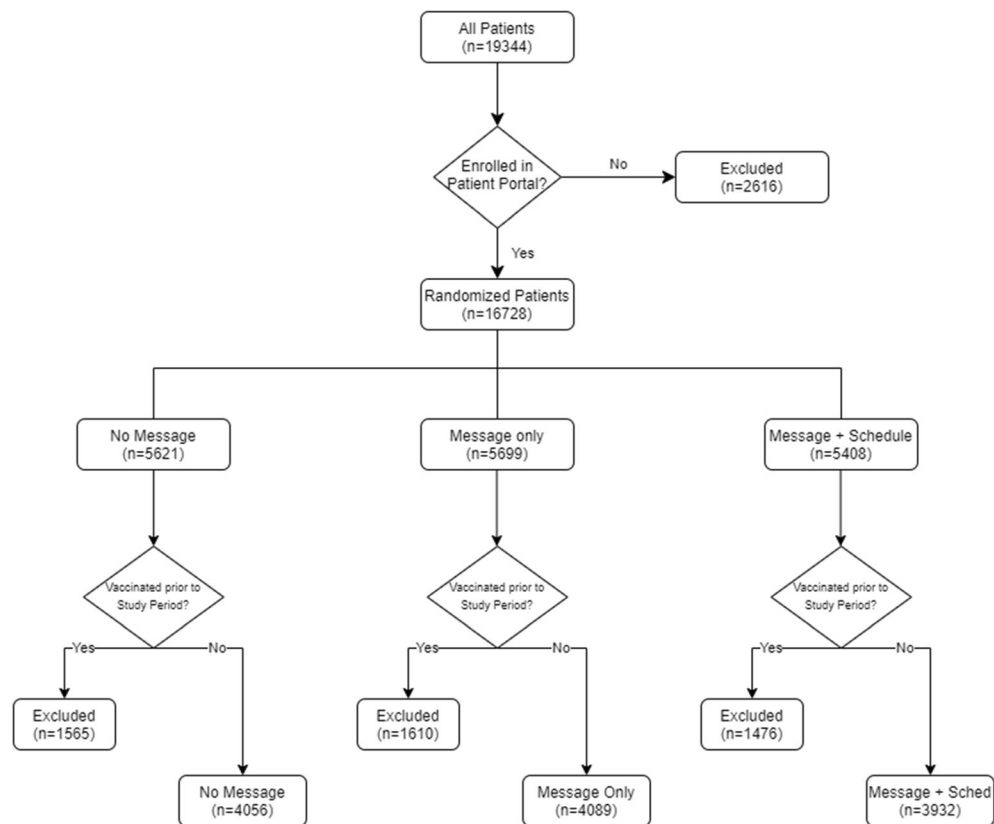 All Patients
(n=19344)
Enrolled in
Patient Portal?
No
Excluded
(n=2616)
Yes
Randomized Patients
(n=16728)
No Message
(n=5621)
Message only
(n=5699)
Message + Schedule
(n=5408)
Vaccinated prior to
Study Period?
Vaccinated prior to
Study Period?
Vaccinated prior to
Study Period?
Yes
No
Yes
No
Yes
No
Excluded
(n=1565)
Excluded
(n=1610)
Excluded
(n=1476)
No Message
(n=4056)
Message Only
(n=4089)
Message + Sched
(n=3932)